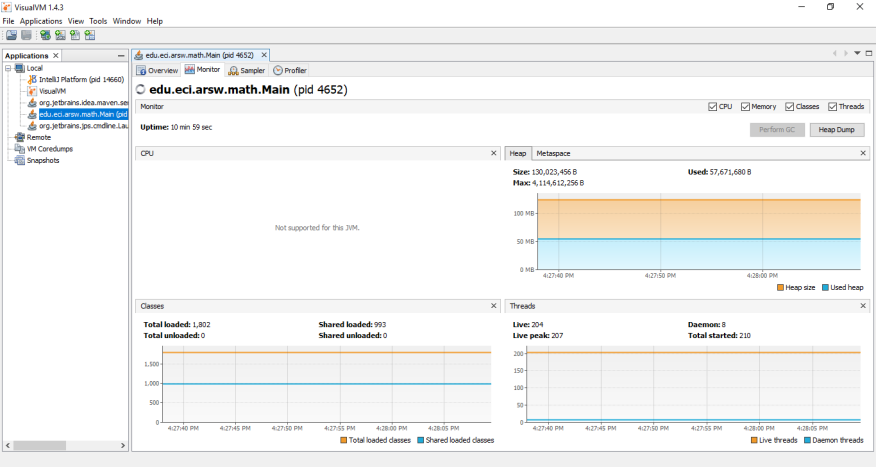 VisualVM 1.4.3
File Applications View Tools Window Help
Applications
Local
IntelliJ Platform (pid 14660)
VisualVM
org.jetbrains.idea.maven.se
edu.eci.arsw.math.Main (pid
org.jetbrains.jps.cmdline.Lau
Remote
VM Coredumps
Snapshots
edu.eci.arsw.math.Main (pid 4652)
Overview Monitor Sampler Profiler
edu.eci.arsw.math.Main (pid 4652)
Monitor CPU Memory Classes Threads
Uptime: 10 min 59 sec Perform GC Heap Dump
CPU
Not supported for this JVM.
Heap Metaspace
Size: 130,023,456 B Used: 57,671,680 B
Max: 4,114,612,256 B
100 MB
50 MB
0 MB
4:27:40 PM 4:27:50 PM 4:28:00 PM
Heap size Used heap
Classes
Total loaded: 1,802 Shared loaded: 993
Total unloaded: 0 Shared unloaded: 0
1.500
1.000
500
0
4:27:40 PM 4:27:45 PM 4:27:50 PM 4:27:55 PM 4:28:00 PM 4:28:05 PM
Total loaded classes Shared loaded classes
Threads
Live: 204 Daemon: 8
Live peak: 207 Total started: 210
200
150
100
50
0
4:27:40 PM 4:27:45 PM 4:27:50 PM 4:27:55 PM 4:28:00 PM 4:28:05 PM
Live threads Daemon threads